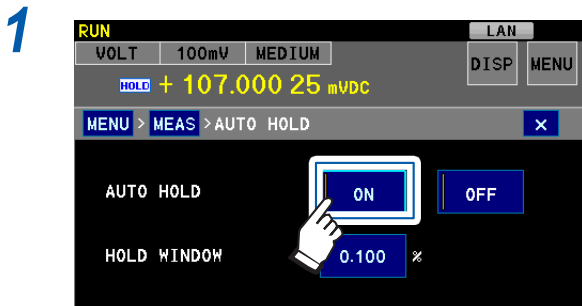 1
RUN LAN
VOLT 100mV MEDIUM DISP MENU
HOLD + 107.000 25 mVDC
MENU > MEAS > AUTO HOLD ×
AUTO HOLD ON OFF
HOLD WINDOW 0.100 %